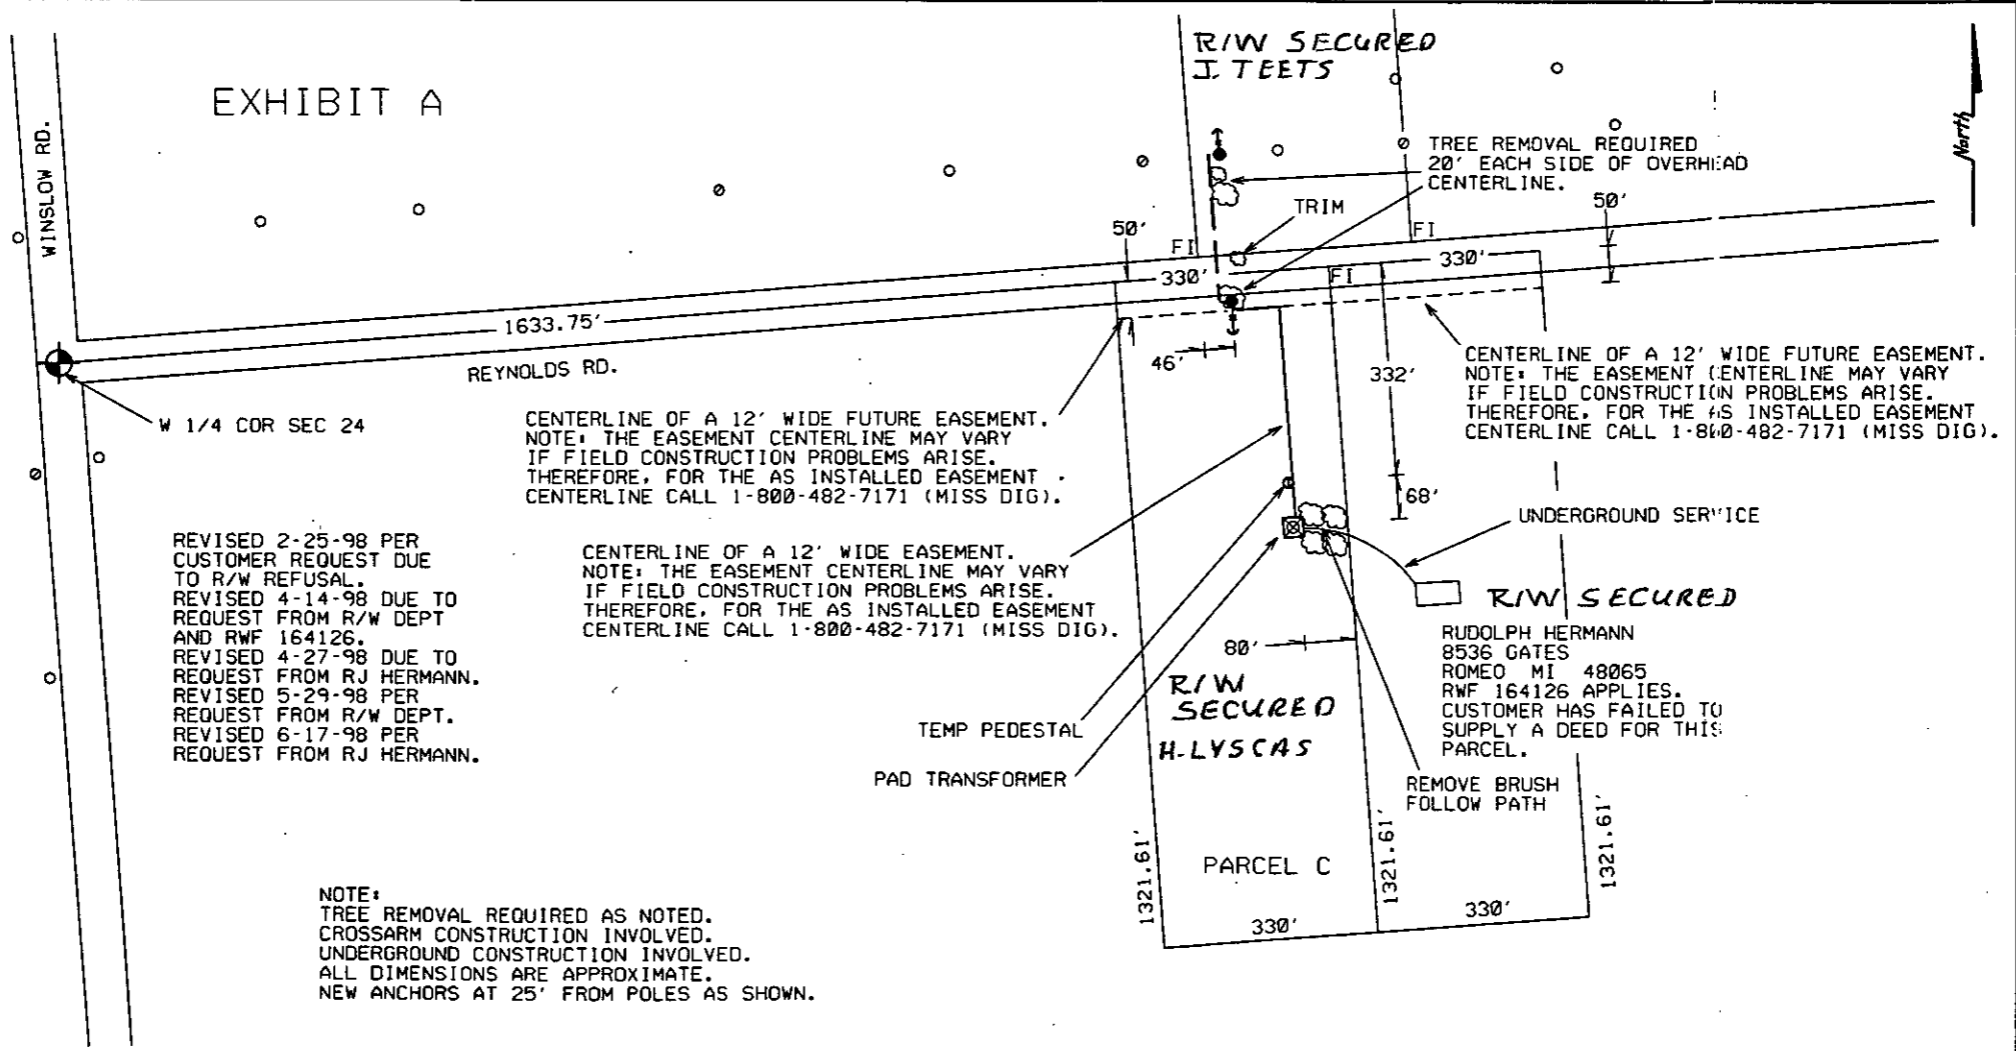 R/W SECURED
I. TEETS
EXHIBIT A
North
WINSLOW RD.
TREE REMOVAL REQUIRED
20' EACH SIDE OF OVERHEAD
CENTERLINE.
TRIM
50'
50'
FI
FI
330'
FI
330'
1633.75'
REYNOLDS RD.
46'
332'
W 1/4 COR SEC 24
CENTERLINE OF A 12' WIDE FUTURE EASEMENT.
NOTE: THE EASEMENT CENTERLINE MAY VARY
IF FIELD CONSTRUCTION PROBLEMS ARISE.
THEREFORE, FOR THE AS INSTALLED EASEMENT
CENTERLINE CALL 1-800-482-7171 (MISS DIG).
CENTERLINE OF A 12' WIDE FUTURE EASEMENT.
NOTE: THE EASEMENT CENTERLINE MAY VARY
IF FIELD CONSTRUCTION PROBLEMS ARISE.
THEREFORE, FOR THE AS INSTALLED EASEMENT
CENTERLINE CALL 1-800-482-7171 (MISS DIG).
68'
UNDERGROUND SERVICE
REVISED 2-25-98 PER
CUSTOMER REQUEST DUE
TO R/W REFUSAL.
REVISED 4-14-98 DUE TO
REQUEST FROM R/W DEPT
AND RWF 164126.
REVISED 4-27-98 DUE TO
REQUEST FROM RJ HERMANN.
REVISED 5-29-98 PER
REQUEST FROM R/W DEPT.
REVISED 6-17-98 PER
REQUEST FROM RJ HERMANN.
CENTERLINE OF A 12' WIDE EASEMENT.
NOTE: THE EASEMENT CENTERLINE MAY VARY
IF FIELD CONSTRUCTION PROBLEMS ARISE.
THEREFORE, FOR THE AS INSTALLED EASEMENT
CENTERLINE CALL 1-800-482-7171 (MISS DIG).
R/W SECURED
RUDOLPH HERMANN
8536 GATES
ROMEO MI 48065
RWF 164126 APPLIES.
CUSTOMER HAS FAILED TO
SUPPLY A DEED FOR THIS
PARCEL.
80'
R/W
SECURED
H. LYSCAS
TEMP PEDESTAL
PAD TRANSFORMER
REMOVE BRUSH
FOLLOW PATH
1321.61'
1321.61'
1321.61'
PARCEL C
330'
330'
NOTE:
TREE REMOVAL REQUIRED AS NOTED.
CROSSARM CONSTRUCTION INVOLVED.
UNDERGROUND CONSTRUCTION INVOLVED.
ALL DIMENSIONS ARE APPROXIMATE.
NEW ANCHORS AT 25' FROM POLES AS SHOWN.